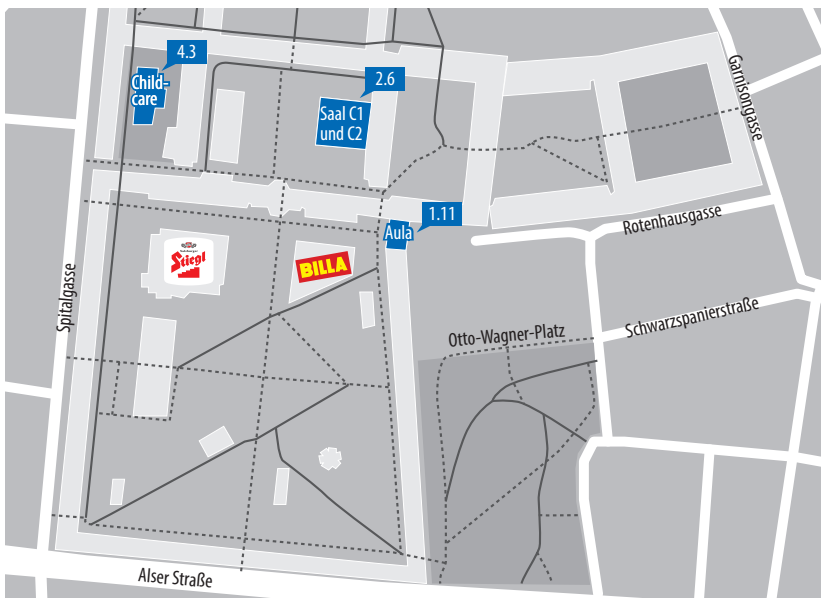 4.3
Child-
care
2.6
Saal C1
und C2
Garnisongasse
1.11
Aula
Rotenhausgasse
Stiegl
BILLA
Spitalgasse
Otto-Wagner-Platz
Schwarzspanierstraße
Alser Straße